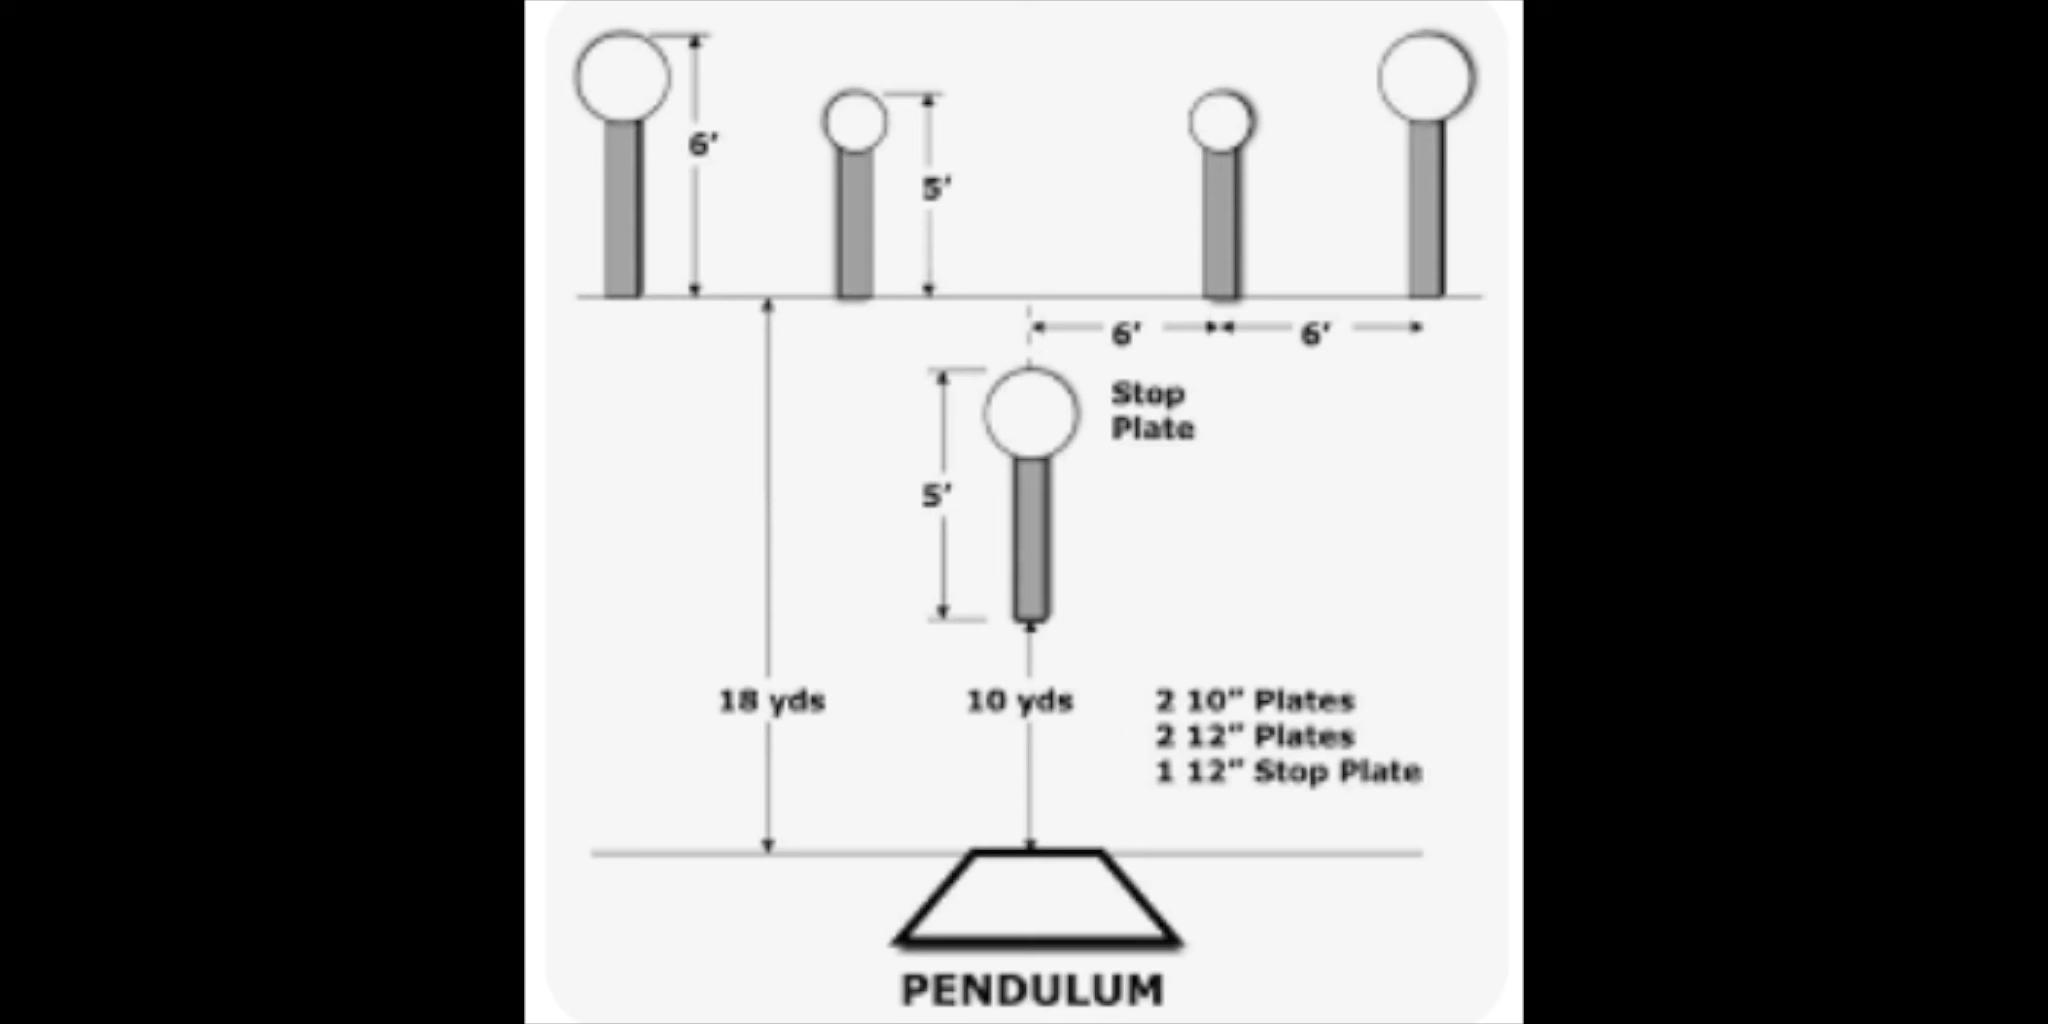 6′
5′
6′ 6′
Stop
Plate
5′
18 yds
10 yds
2 10″ Plates
2 12″ Plates
1 12″ Stop Plate
PENDULUM